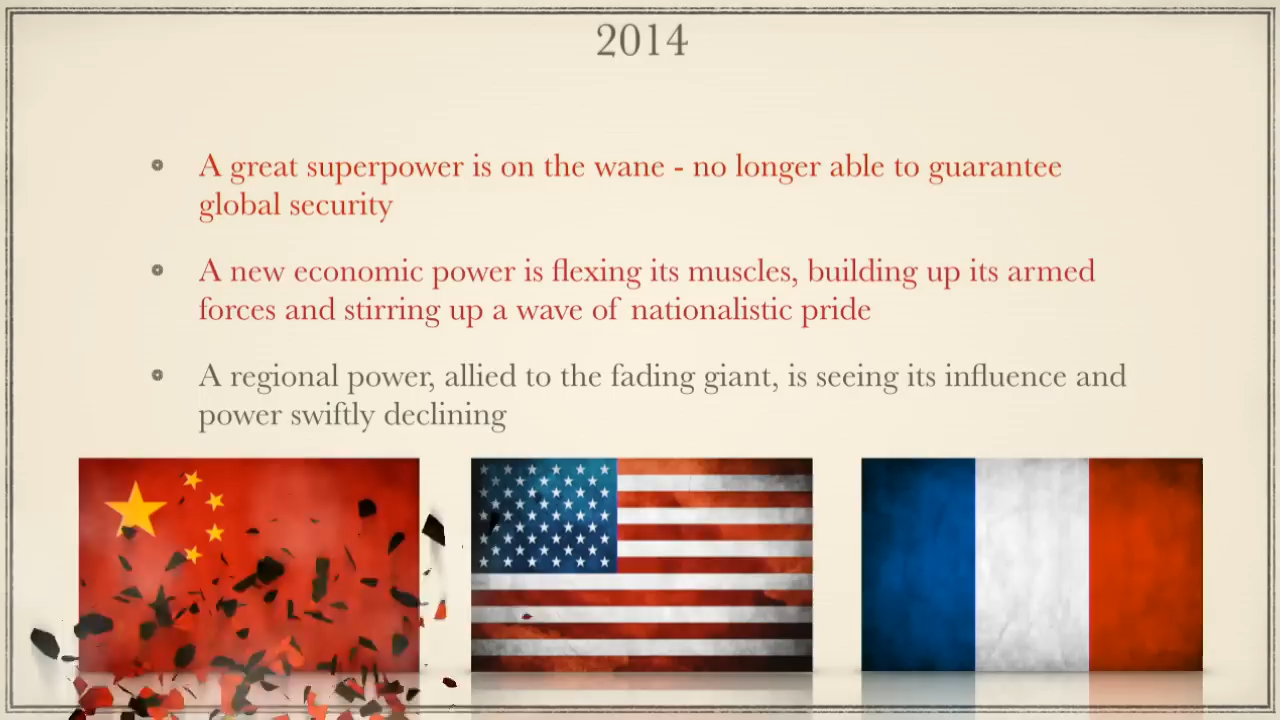 2014
A great superpower is on the wane - no longer able to guarantee
global security
A new economic power is flexing its muscles, building up its armed
forces and stirring up a wave of nationalistic pride
A regional power, allied to the fading giant, is seeing its influence and
power swiftly declining